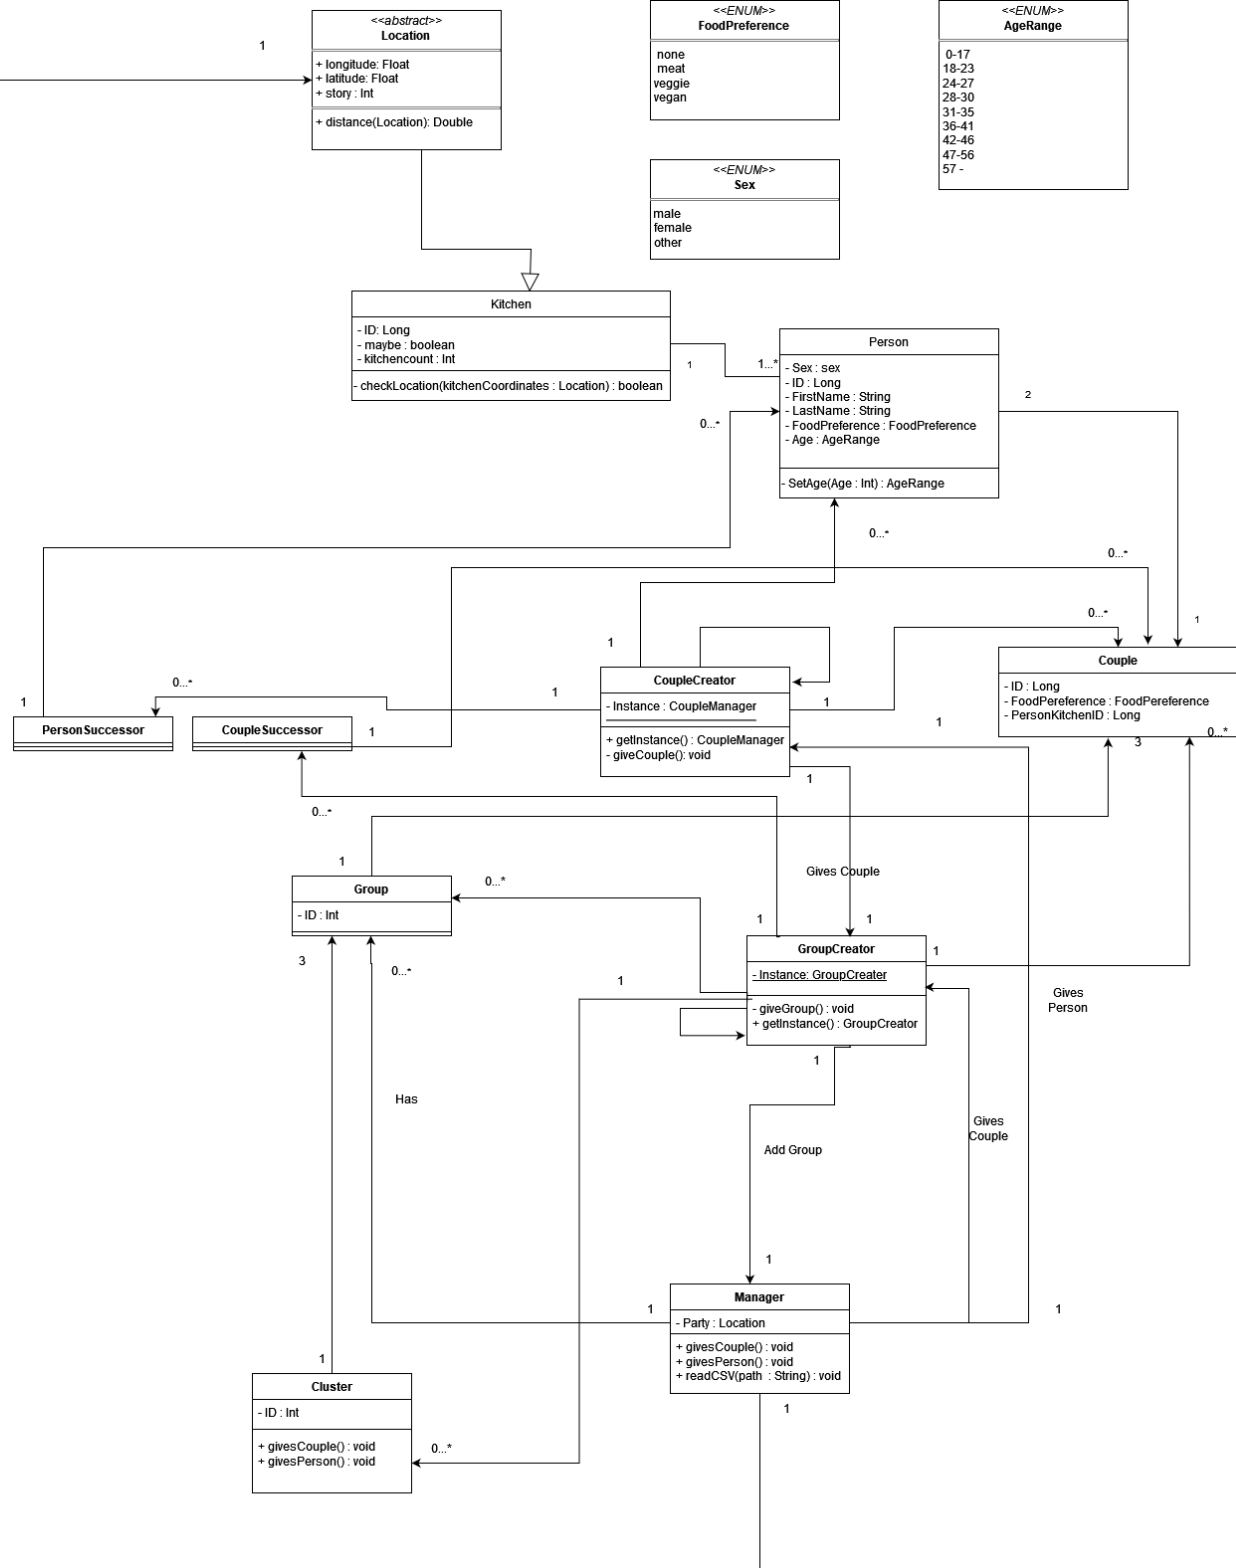 <<abstract>>
Location
+ longitude: Float
+ latitude: Float
+ story : Int
+ distance(Location): Double
1
<<ENUM>>
FoodPreference
none
meat
veggie
vegan
<<ENUM>>
AgeRange
0-17
18-23
24-27
28-30
31-35
36-41
42-46
47-56
57 -
<<ENUM>>
Sex
male
female
other
Kitchen
- ID: Long
- maybe : boolean
- kitchencount : Int
- checkLocation(kitchenCoordinates : Location) : boolean
1
1...*
Person
- Sex : sex
- ID : Long
- FirstName : String
- LastName : String
- FoodPreference : FoodPreference
- Age : AgeRange
- SetAge(Age : Int) : AgeRange
2
0...*
0...*
0...*
0...*
1
1
CoupleCreator
- Instance : CoupleManager
+ getInstance() : CoupleManager
- giveCouple(): void
Couple
- ID : Long
- FoodPereference : FoodPereference
- PersonKitchenID : Long
0...*
1
1
1
PersonSuccessor
CoupleSuccessor
1
1
3
0...*
1
0...*
1
Group
- ID : Int
0...*
Gives Couple
1
1
GroupCreator
- Instance: GroupCreater
- giveGroup() : void
+ getInstance() : GroupCreator
1
3
0...*
1
Gives
Person
1
Has
Add Group
Gives
Couple
1
Manager
- Party : Location
+ givesCouple() : void
+ givesPerson() : void
+ readCSV(path : String) : void
1
1
1
1
Cluster
- ID : Int
+ givesCouple() : void
+ givesPerson() : void
0...*